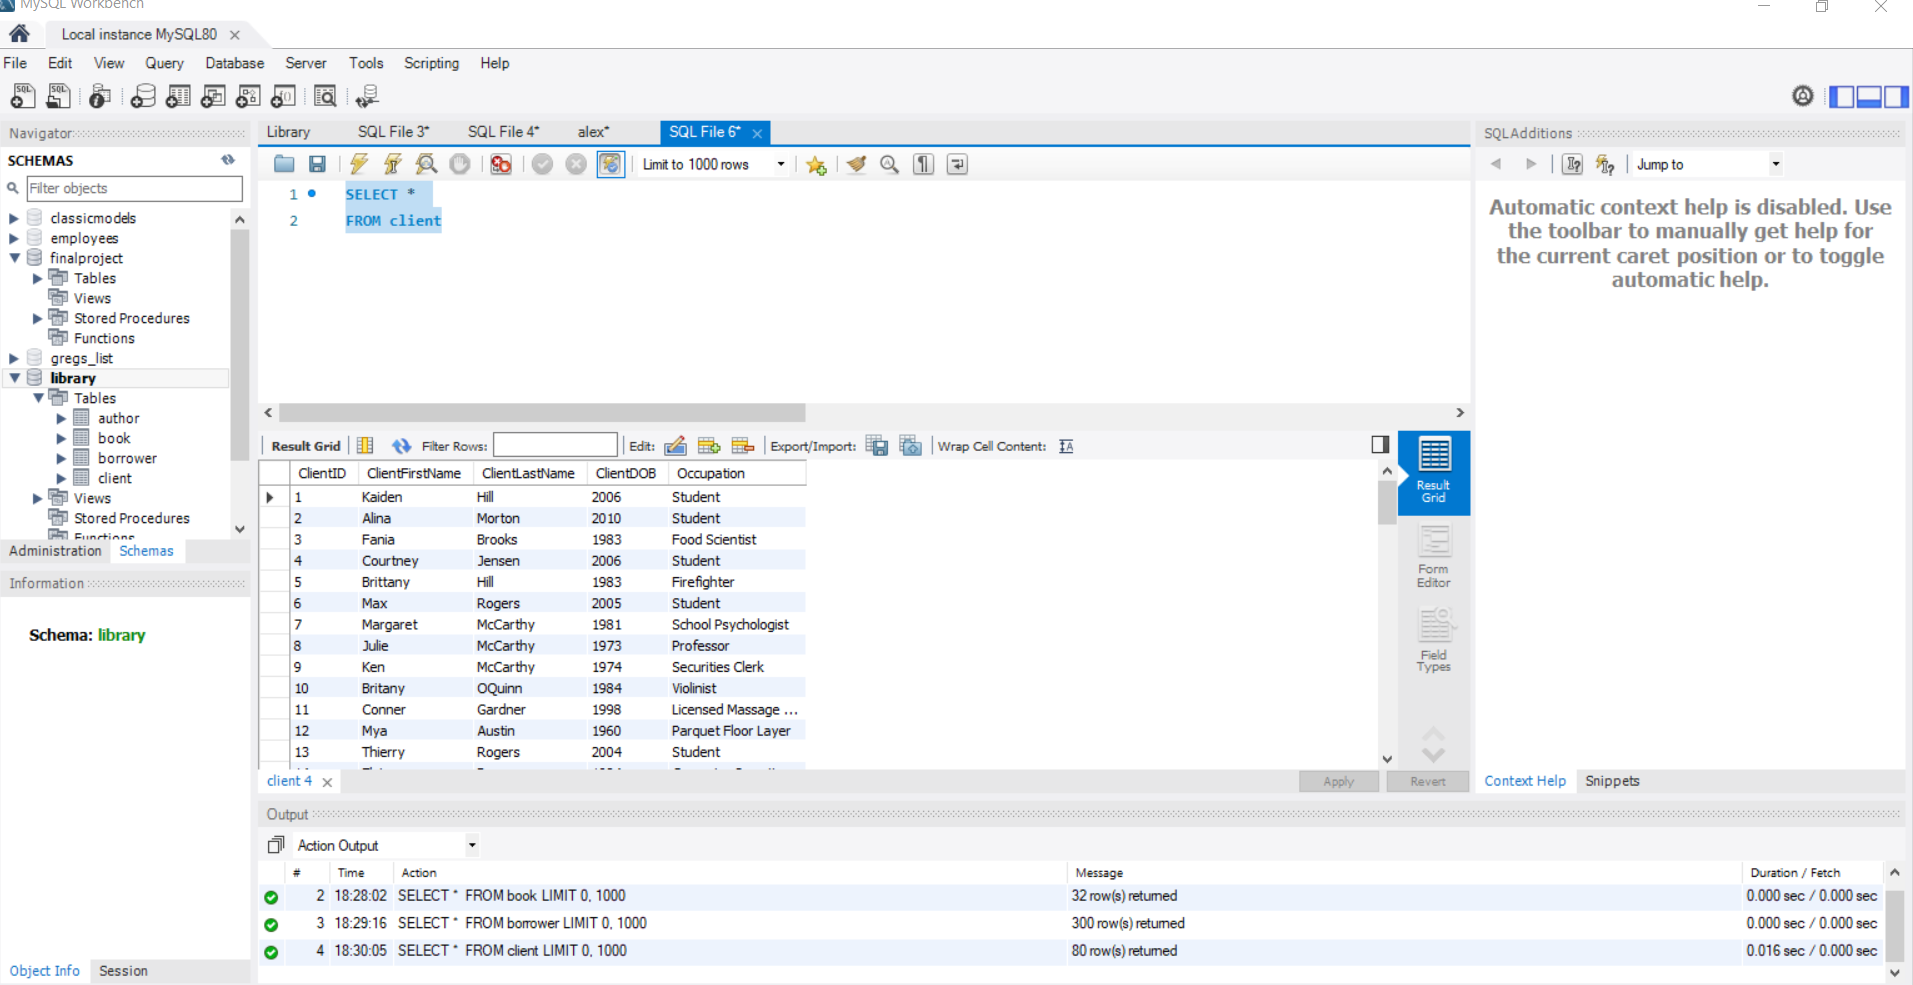 MySQL Workbench
Local instance MySQL80
File Edit View Query Database Server Tools Scripting Help
Navigator
SCHEMAS
Filter objects
classicmodels
employees
finalproject
Tables
Views
Stored Procedures
Functions
gregs_list
library
Tables
author
book
borrower
client
Views
Stored Procedures
Functions
Administration Schemas
Information
Schema: library
Object Info Session
Library SQL File 3* SQL File 4* alex* SQL File 6*
Limit to 1000 rows
1 SELECT *
2 FROM client
Result Grid Filter Rows: Edit: Export/Import: Wrap Cell Content:
ClientID ClientFirstName ClientLastName ClientDOB Occupation
1 Kaiden Hill 2006 Student
2 Alina Morton 2010 Student
3 Fania Brooks 1983 Food Scientist
4 Courtney Jensen 2006 Student
5 Brittany Hill 1983 Firefighter
6 Max Rogers 2005 Student
7 Margaret McCarthy 1981 School Psychologist
8 Julie McCarthy 1973 Professor
9 Ken McCarthy 1974 Securities Clerk
10 Britany OQuinn 1984 Violinist
11 Conner Gardner 1998 Licensed Massage ...
12 Mya Austin 1960 Parquet Floor Layer
13 Thierry Rogers 2004 Student
Result
Grid
Form
Editor
Field
Types
client 4
Apply Revert
Output
Action Output
# Time Action Message Duration / Fetch
2 18:28:02 SELECT * FROM book LIMIT 0, 1000 32 row(s) returned 0.000 sec / 0.000 sec
3 18:29:16 SELECT * FROM borrower LIMIT 0, 1000 300 row(s) returned 0.000 sec / 0.000 sec
4 18:30:05 SELECT * FROM client LIMIT 0, 1000 80 row(s) returned 0.016 sec / 0.000 sec
SQLAdditions
Jump to
Automatic context help is disabled. Use
the toolbar to manually get help for
the current caret position or to toggle
automatic help.
Context Help Snippets